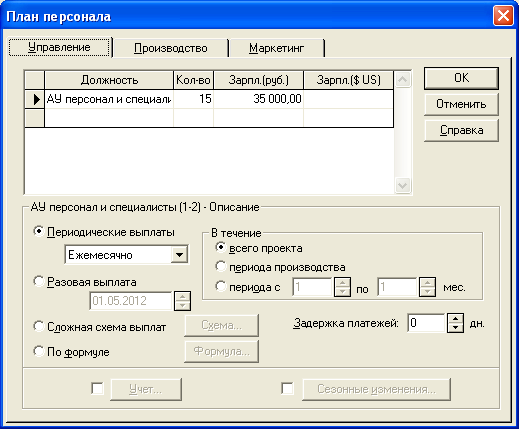 План персонала
Управление Производство Маркетинг
Должность Кол-во Зарпл.(руб.) Зарпл.($ US)
АУ персонал и специали 15 35 000,00
OK
Отменить
Справка
АУ персонал и специалисты (1-2) - Описание
Периодические выплаты
Ежемесячно
Разовая выплата
01.05.2012
Сложная схема выплат Схема...
По формуле Формула...
В течение
всего проекта
периода производства
периода с 1 по 1 мес.
Задержка платежей: 0 дн.
Учет... Сезонные изменения...